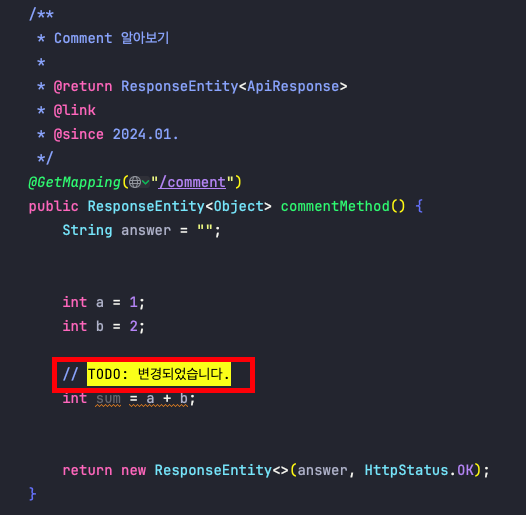 /**
 * Comment 알아보기
 *
 * @return ResponseEntity<ApiResponse>
 * @link
 * @since 2024.01.
 */
@GetMapping("/comment")
public ResponseEntity<Object> commentMethod() {
    String answer = "";
    int a = 1;
    int b = 2;
    // TODO: 변경되었습니다.
    int sum = a + b;
    return new ResponseEntity<>(answer, HttpStatus.OK);
}